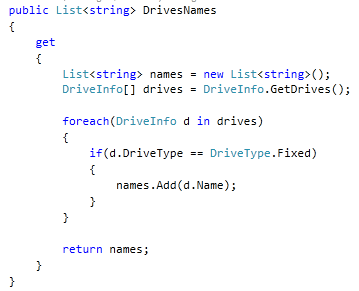 public List<string> DrivesNames
{
    get
    {
        List<string> names = new List<string>();
        DriveInfo[] drives = DriveInfo.GetDrives();

        foreach(DriveInfo d in drives)
        {
            if(d.DriveType == DriveType.Fixed)
            {
                names.Add(d.Name);
            }
        }

        return names;
    }
}